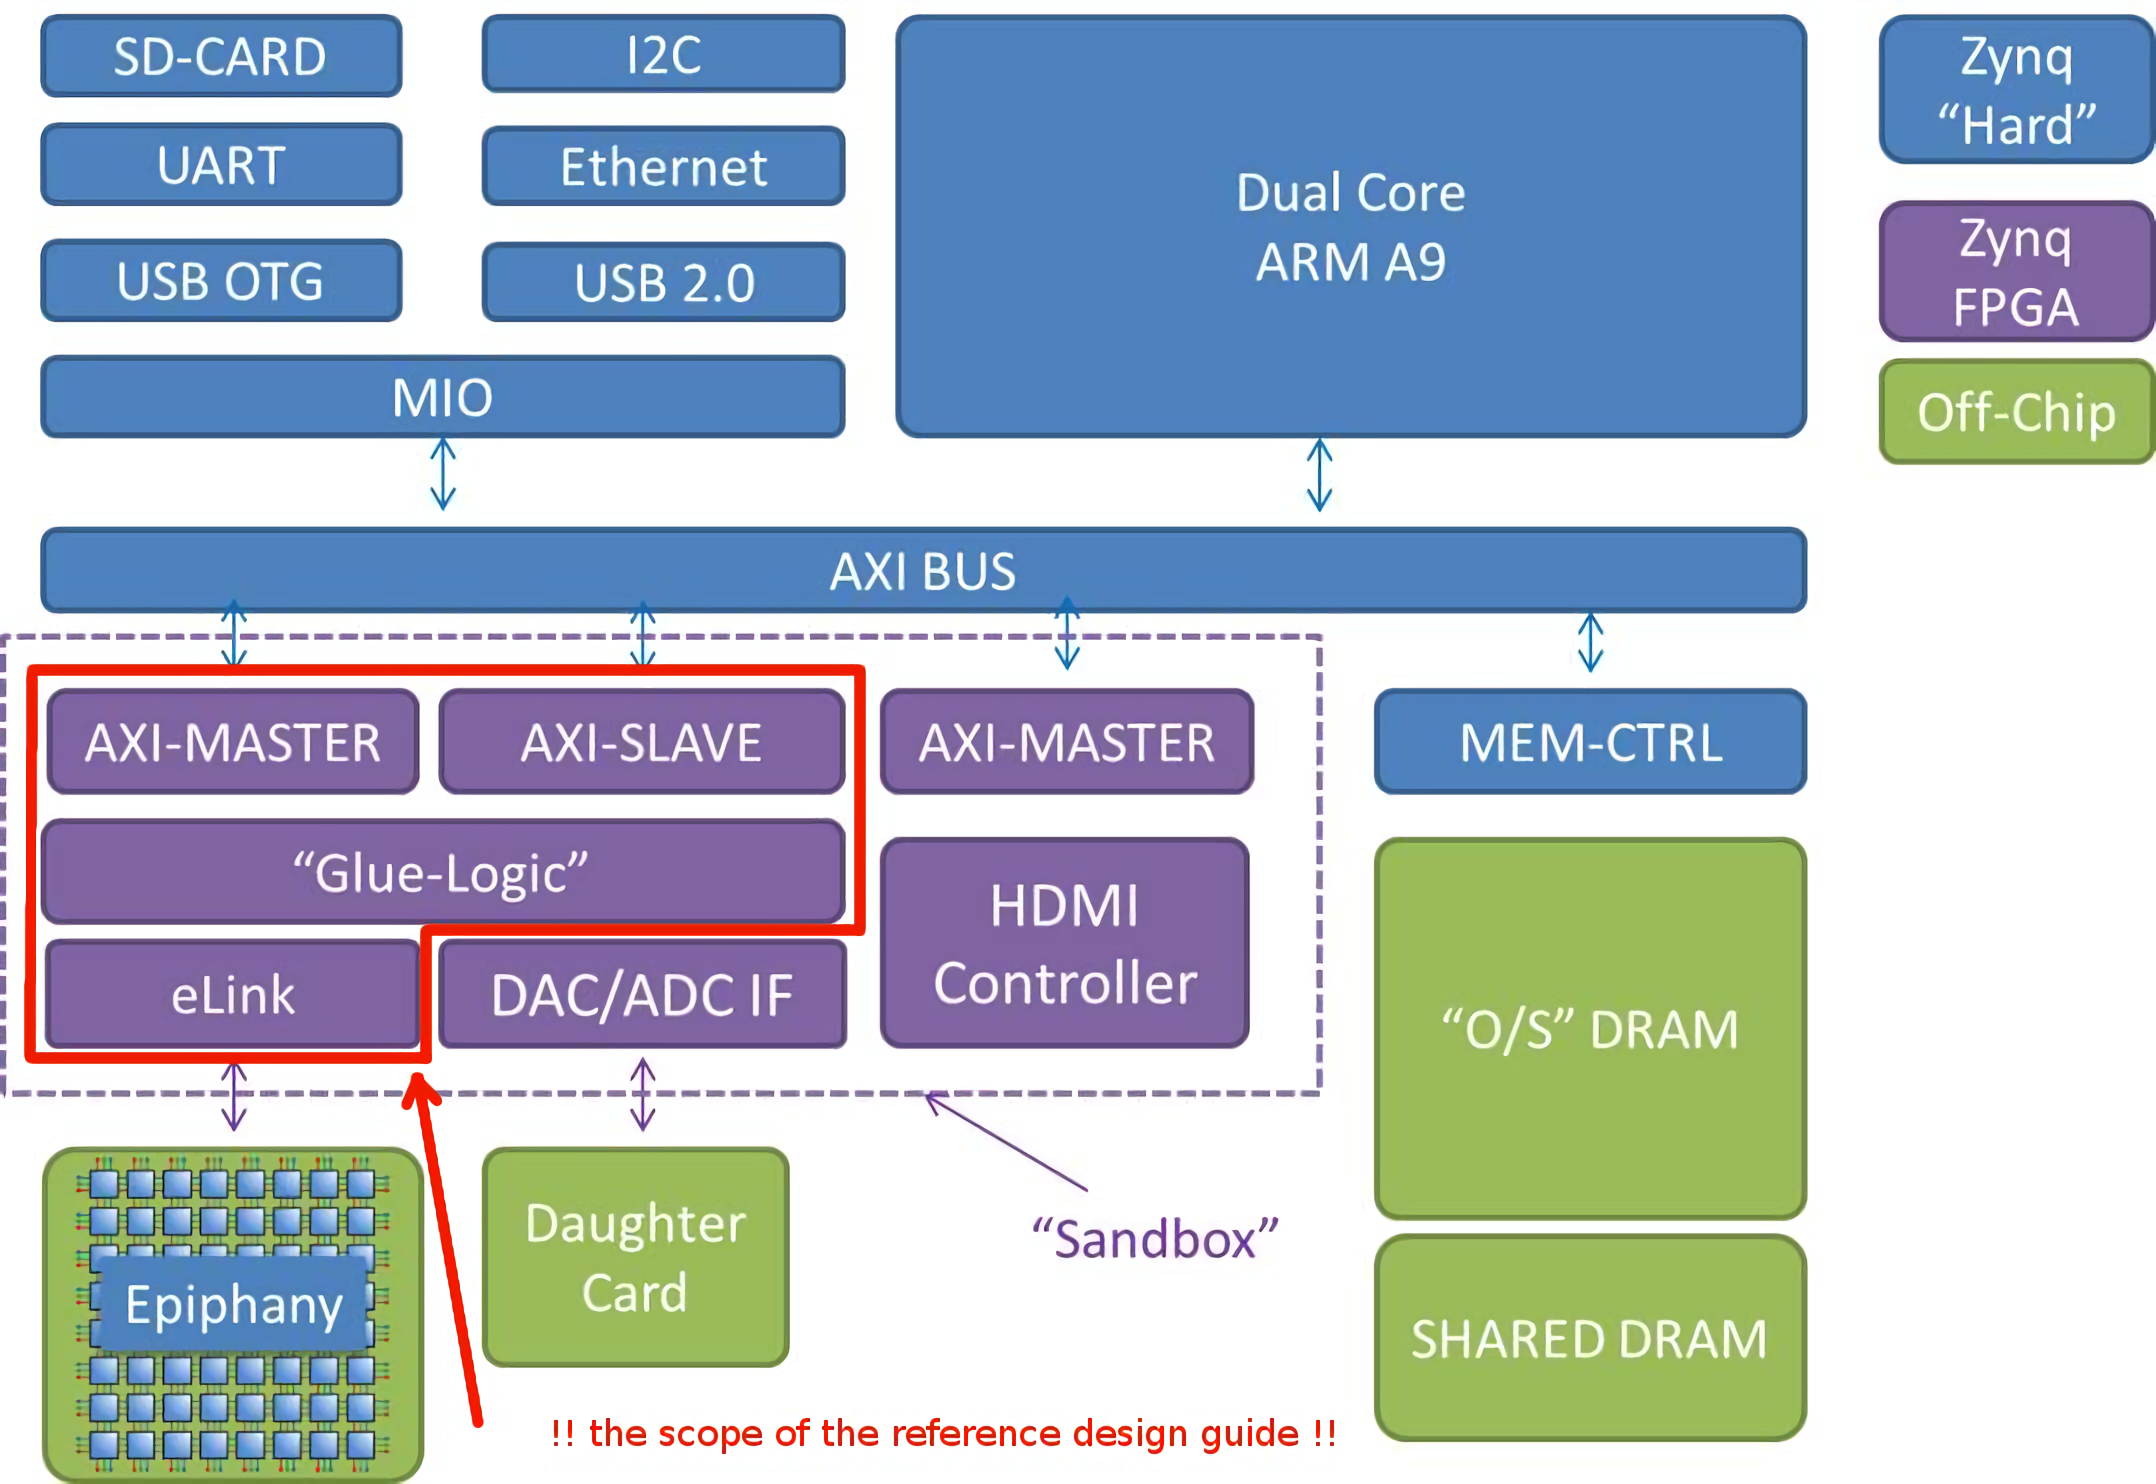 SD-CARD
I2C
UART
Ethernet
USB OTG
USB 2.0
MIO
Dual Core
ARM A9
Zynq
“Hard”
Zynq
FPGA
Off-Chip
AXI BUS
AXI-MASTER
AXI-SLAVE
AXI-MASTER
MEM-CTRL
“Glue-Logic”
HDMI
Controller
eLink
DAC/ADC IF
“O/S” DRAM
Epiphany
Daughter
Card
“Sandbox”
SHARED DRAM
!! the scope of the reference design guide !!